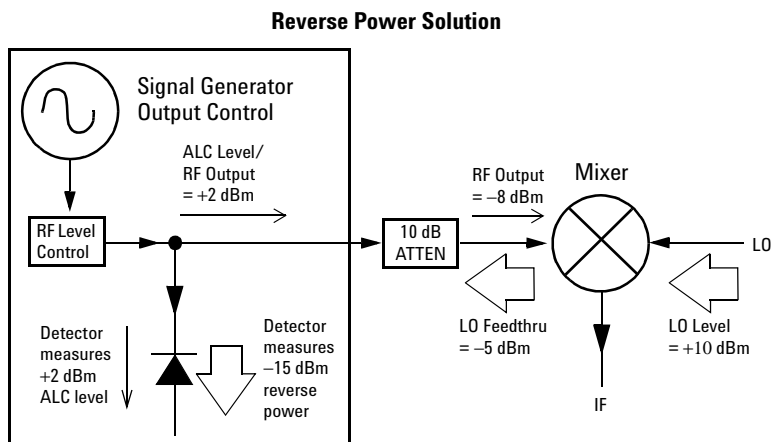 Reverse Power Solution
Signal Generator
Output Control
ALC Level/
RF Output
= +2 dBm
RF Output
= −8 dBm
Mixer
RF Level
Control
10 dB
ATTEN
LO
LO Feedthru
= −5 dBm
LO Level
= +10 dBm
Detector
measures
+2 dBm
ALC level
Detector
measures
−15 dBm
reverse
power
IF